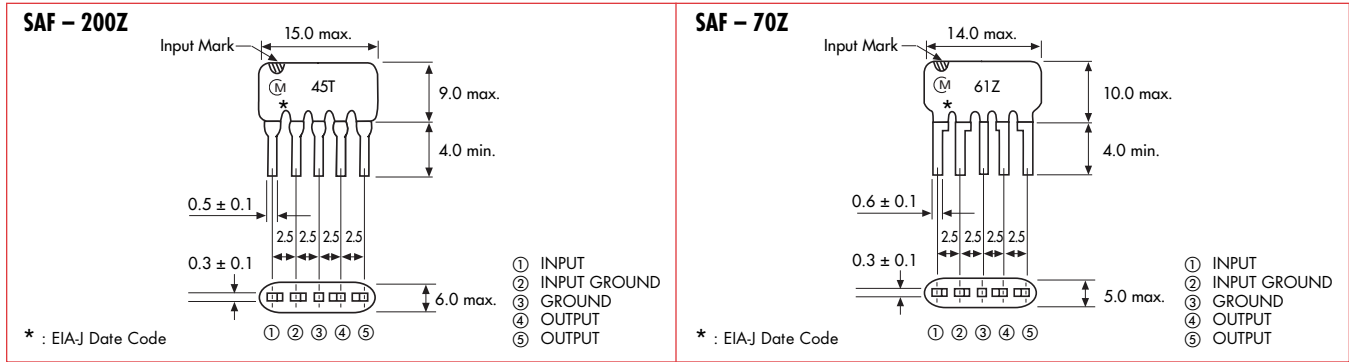 SAF – 200Z
Input Mark
15.0 max.
M
45T
*
9.0 max.
4.0 min.
0.5 ± 0.1
2.5 2.5 2.5 2.5
0.3 ± 0.1
6.0 max.
① INPUT
② INPUT GROUND
③ GROUND
④ OUTPUT
⑤ OUTPUT
* : EIA-J Date Code
① ② ③ ④ ⑤
SAF – 70Z
Input Mark
14.0 max.
M
61Z
*
10.0 max.
4.0 min.
0.6 ± 0.1
2.5 2.5 2.5 2.5
0.3 ± 0.1
5.0 max.
① INPUT
② INPUT GROUND
③ GROUND
④ OUTPUT
⑤ OUTPUT
* : EIA-J Date Code
① ② ③ ④ ⑤